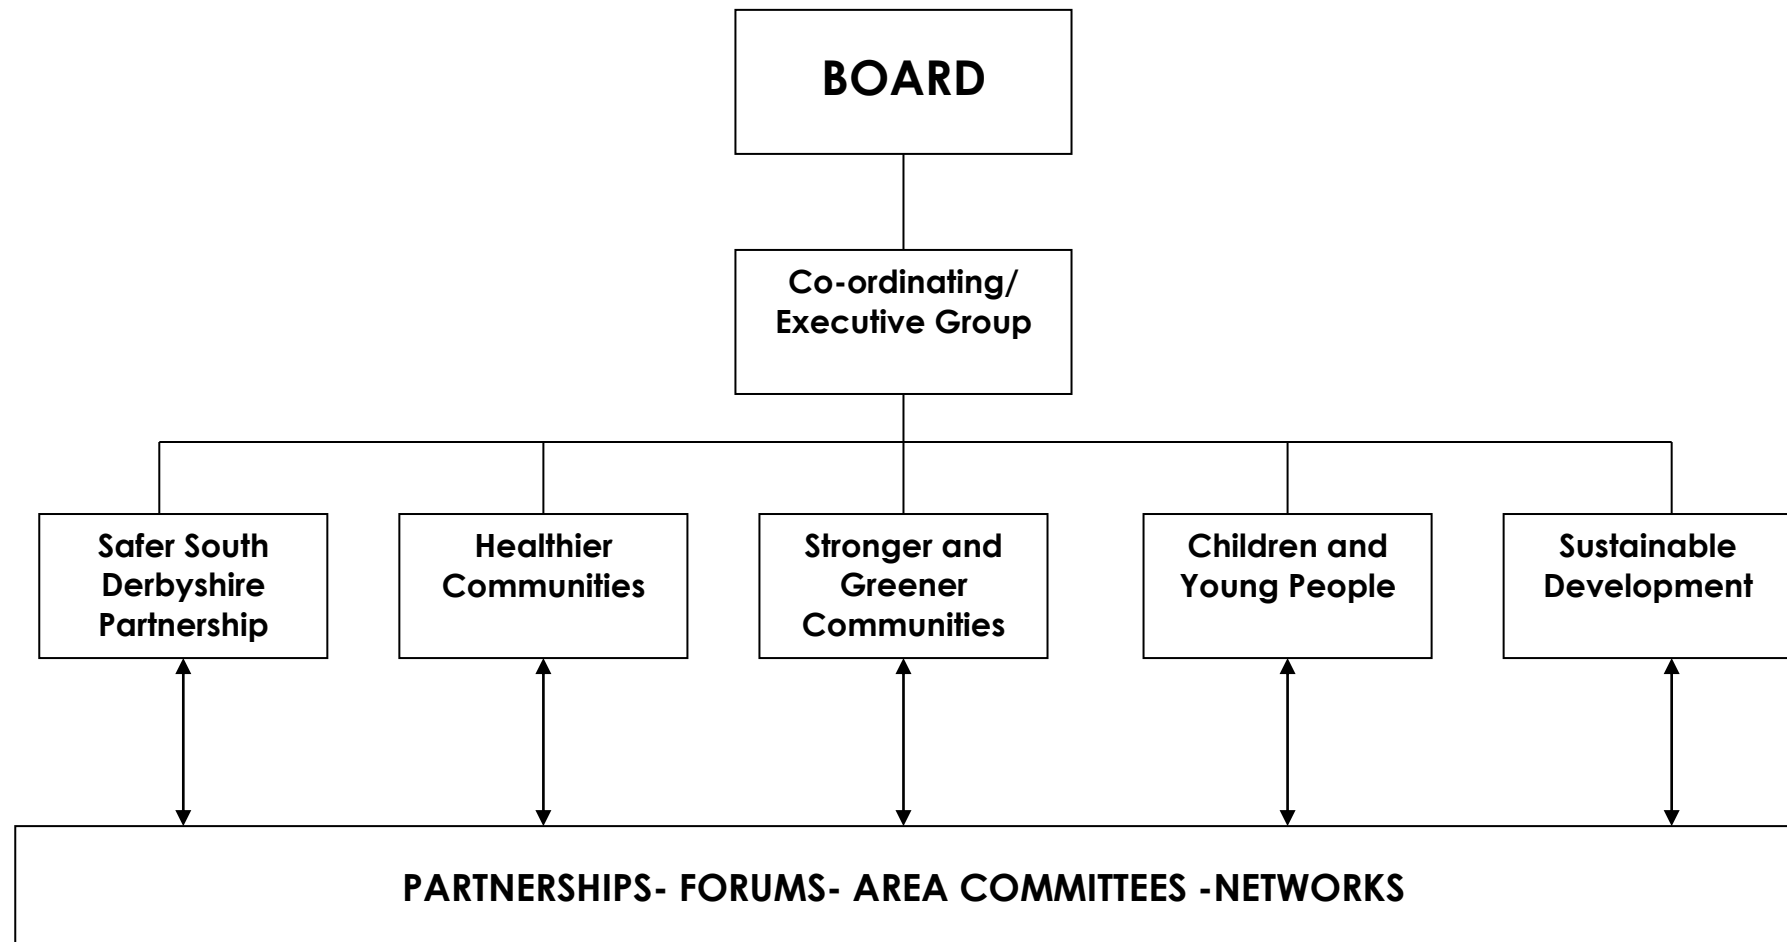 BOARD
Co-ordinating/
Executive Group
Safer South
Derbyshire
Partnership
Healthier
Communities
Stronger and
Greener
Communities
Children and
Young People
Sustainable
Development
PARTNERSHIPS- FORUMS- AREA COMMITTEES -NETWORKS